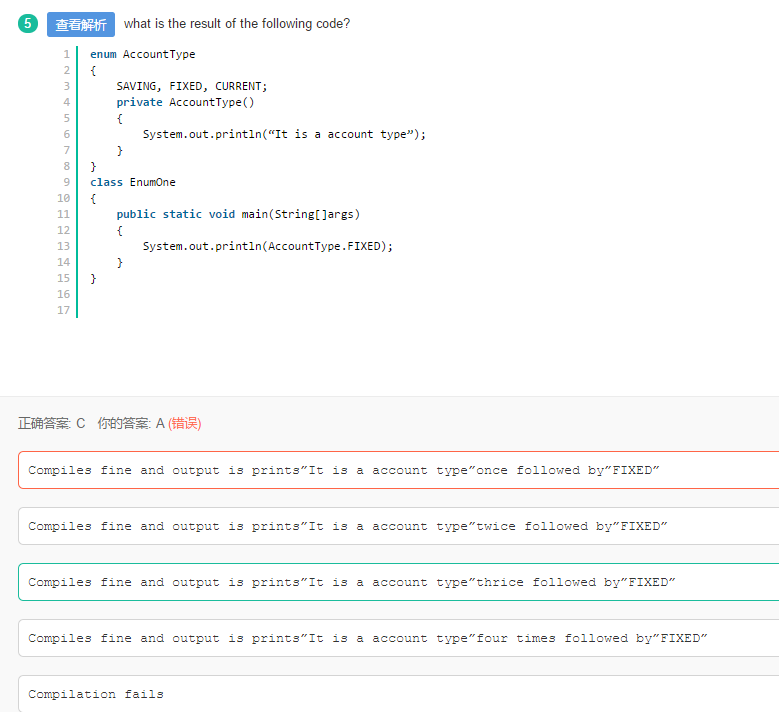 5 查看解析 what is the result of the following code?
1 enum AccountType
2 {
3 SAVING, FIXED, CURRENT;
4 private AccountType()
5 {
6 System.out.println(“It is a account type”);
7 }
8 }
9 class EnumOne
10 {
11 public static void main(String[]args)
12 {
13 System.out.println(AccountType.FIXED);
14 }
15 }
16
17
正确答案: C 你的答案: A (错误)
Compiles fine and output is prints”It is a account type”once followed by”FIXED”
Compiles fine and output is prints”It is a account type”twice followed by”FIXED”
Compiles fine and output is prints”It is a account type”thrice followed by”FIXED”
Compiles fine and output is prints”It is a account type”four times followed by”FIXED”
Compilation fails